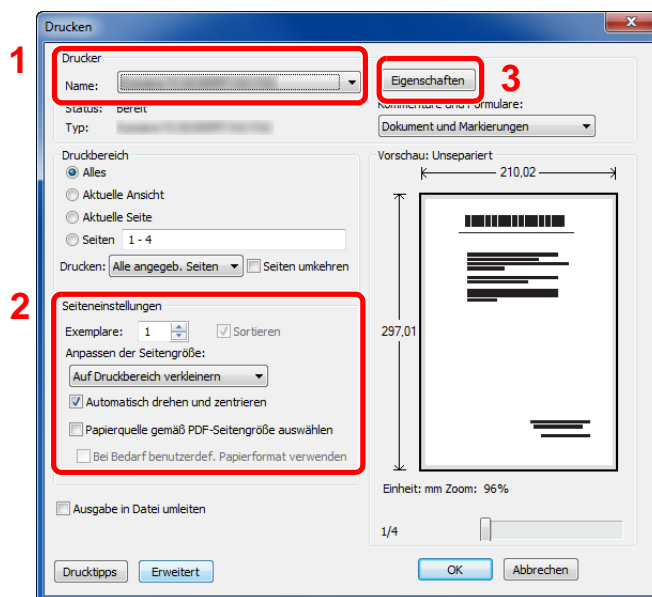 Drucken
1
Drucker
Name:
Eigenschaften
3
Status: Bereit
Kommentare und Formulare:
Typ:
Dokument und Markierungen
Druckbereich
Alles
Aktuelle Ansicht
Aktuelle Seite
Seiten 1 - 4
Drucken: Alle angegeb. Seiten Seiten umkehren
2
Seiteneinstellungen
Exemplare: 1 Sortieren
Anpassen der Seitengröße:
Auf Druckbereich verkleinern
Automatisch drehen und zentrieren
Papierquelle gemäß PDF-Seitengröße auswählen
Bei Bedarf benutzerdef. Papierformat verwenden
Ausgabe in Datei umleiten
Drucktipps Erweitert
Vorschau: Unsepariert
210,02
297,01
Einheit: mm Zoom: 96%
1/4
OK Abbrechen